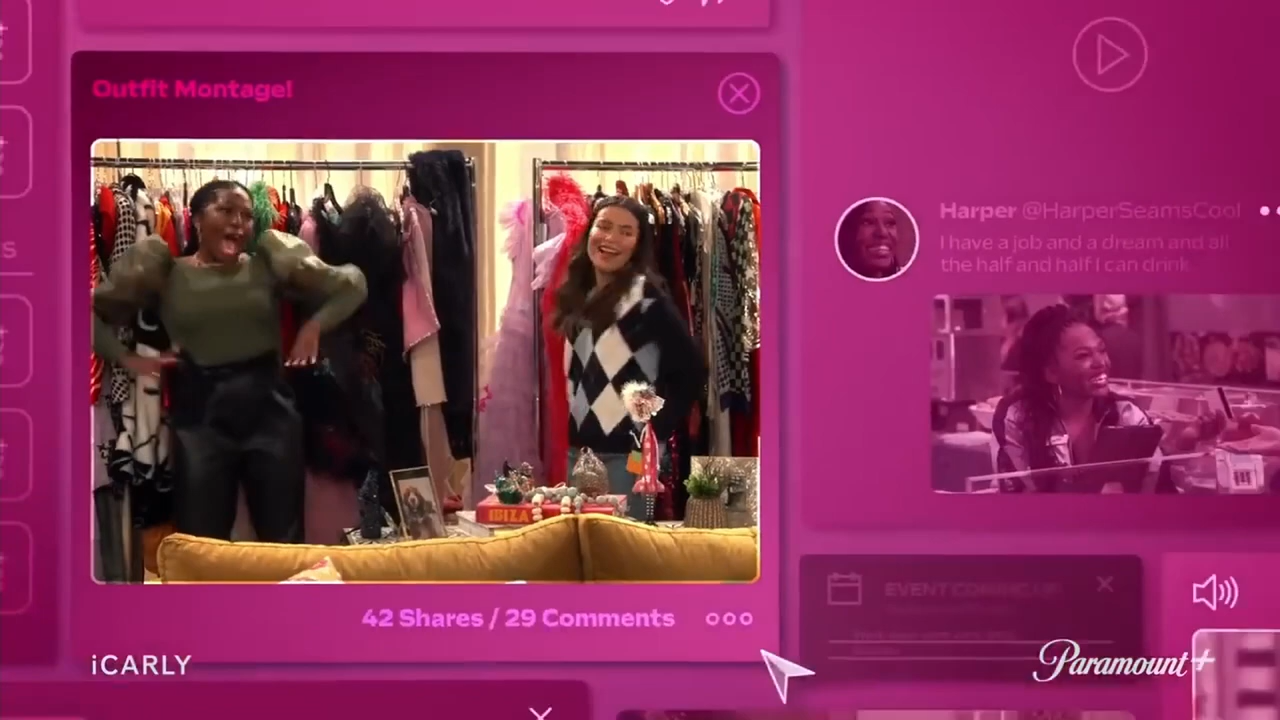 Outfit Montage!
Harper @HarperSeamsCool
I have a job and a dream and all
the half and half I can drink.
IBIZA
42 Shares / 29 Comments
EVENT COMING UP!
iCARLY
Paramount+